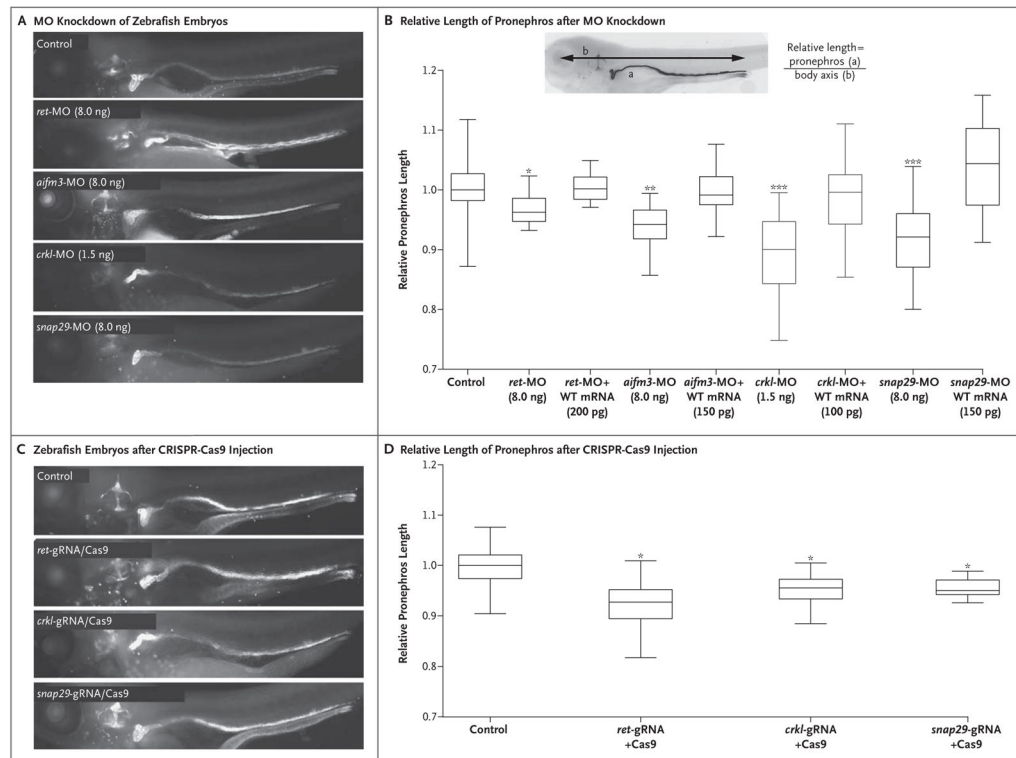 A MO Knockdown of Zebrafish Embryos
Control
ret-MO (8.0 ng)
aifm3-MO (8.0 ng)
crkl-MO (1.5 ng)
snap29-MO (8.0 ng)
B Relative Length of Pronephros after MO Knockdown
b
a
Relative length=
pronephros (a)
body axis (b)
Relative Pronephros Length
1.2
1.1
1.0
0.9
0.8
0.7
*
**
***
***
Control
ret-MO
(8.0 ng)
ret-MO+
WT mRNA
(200 pg)
aifm3-MO
(8.0 ng)
aifm3-MO+
WT mRNA
(150 pg)
crkl-MO
(1.5 ng)
crkl-MO+
WT mRNA
(100 pg)
snap29-MO
(8.0 ng)
snap29-MO
WT mRNA
(150 pg)
C Zebrafish Embryos after CRISPR-Cas9 Injection
Control
ret-gRNA/Cas9
crkl-gRNA/Cas9
snap29-gRNA/Cas9
D Relative Length of Pronephros after CRISPR-Cas9 Injection
Relative Pronephros Length
1.2
1.1
1.0
0.9
0.8
0.7
*
*
*
Control
ret-gRNA
+Cas9
crkl-gRNA
+Cas9
snap29-gRNA
+Cas9